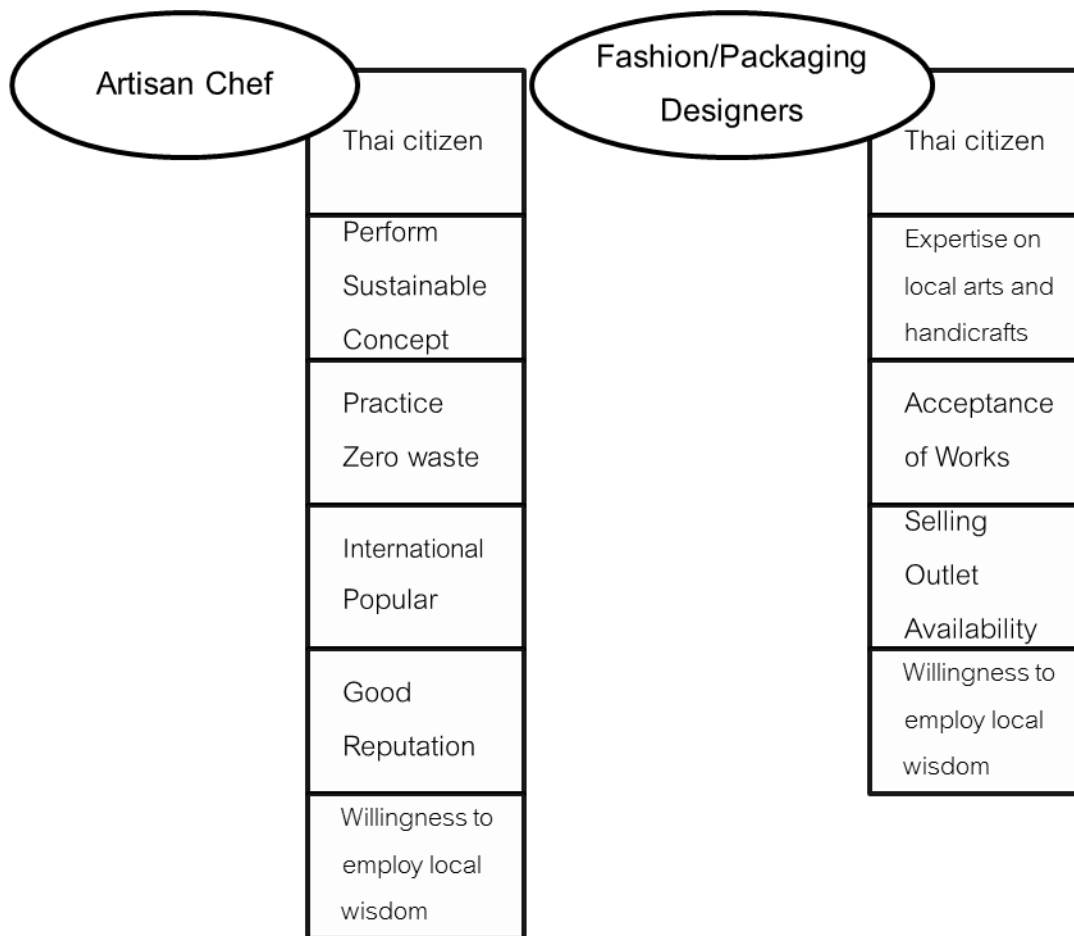 Artisan Chef
Thai citizen
Perform
Sustainable
Concept
Practice
Zero waste
International
Popular
Good
Reputation
Willingness to
employ local
wisdom
Fashion/Packaging
Designers
Thai citizen
Expertise on
local arts and
handicrafts
Acceptance
of Works
Selling
Outlet
Availability
Willingness to
employ local
wisdom